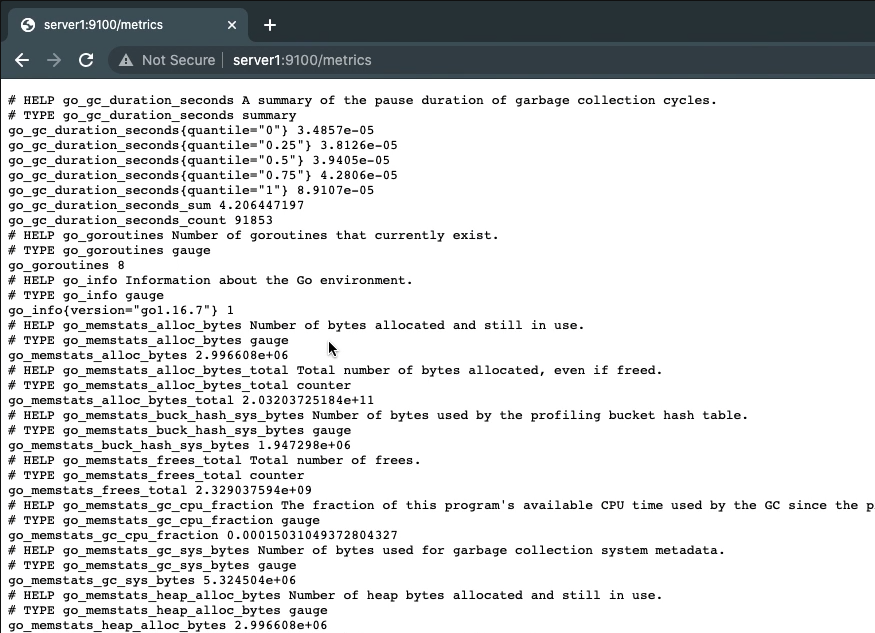 server1:9100/metrics
Not Secure server1:9100/metrics
# HELP go_gc_duration_seconds A summary of the pause duration of garbage collection cycles.
# TYPE go_gc_duration_seconds summary
go_gc_duration_seconds{quantile="0"} 3.4857e-05
go_gc_duration_seconds{quantile="0.25"} 3.8126e-05
go_gc_duration_seconds{quantile="0.5"} 3.9405e-05
go_gc_duration_seconds{quantile="0.75"} 4.2806e-05
go_gc_duration_seconds{quantile="1"} 8.9107e-05
go_gc_duration_seconds_sum 4.206447197
go_gc_duration_seconds_count 91853
# HELP go_goroutines Number of goroutines that currently exist.
# TYPE go_goroutines gauge
go_goroutines 8
# HELP go_info Information about the Go environment.
# TYPE go_info gauge
go_info{version="go1.16.7"} 1
# HELP go_memstats_alloc_bytes Number of bytes allocated and still in use.
# TYPE go_memstats_alloc_bytes gauge
go_memstats_alloc_bytes 2.996608e+06
# HELP go_memstats_alloc_bytes_total Total number of bytes allocated, even if freed.
# TYPE go_memstats_alloc_bytes_total counter
go_memstats_alloc_bytes_total 2.03203725184e+11
# HELP go_memstats_buck_hash_sys_bytes Number of bytes used by the profiling bucket hash table.
# TYPE go_memstats_buck_hash_sys_bytes gauge
go_memstats_buck_hash_sys_bytes 1.947298e+06
# HELP go_memstats_frees_total Total number of frees.
# TYPE go_memstats_frees_total counter
go_memstats_frees_total 2.329037594e+09
# HELP go_memstats_gc_cpu_fraction The fraction of this program's available CPU time used by the GC since the p
# TYPE go_memstats_gc_cpu_fraction gauge
go_memstats_gc_cpu_fraction 0.00015031049372804327
# HELP go_memstats_gc_sys_bytes Number of bytes used for garbage collection system metadata.
# TYPE go_memstats_gc_sys_bytes gauge
go_memstats_gc_sys_bytes 5.324504e+06
# HELP go_memstats_heap_alloc_bytes Number of heap bytes allocated and still in use.
# TYPE go_memstats_heap_alloc_bytes gauge
go_memstats_heap_alloc_bytes 2.996608e+06